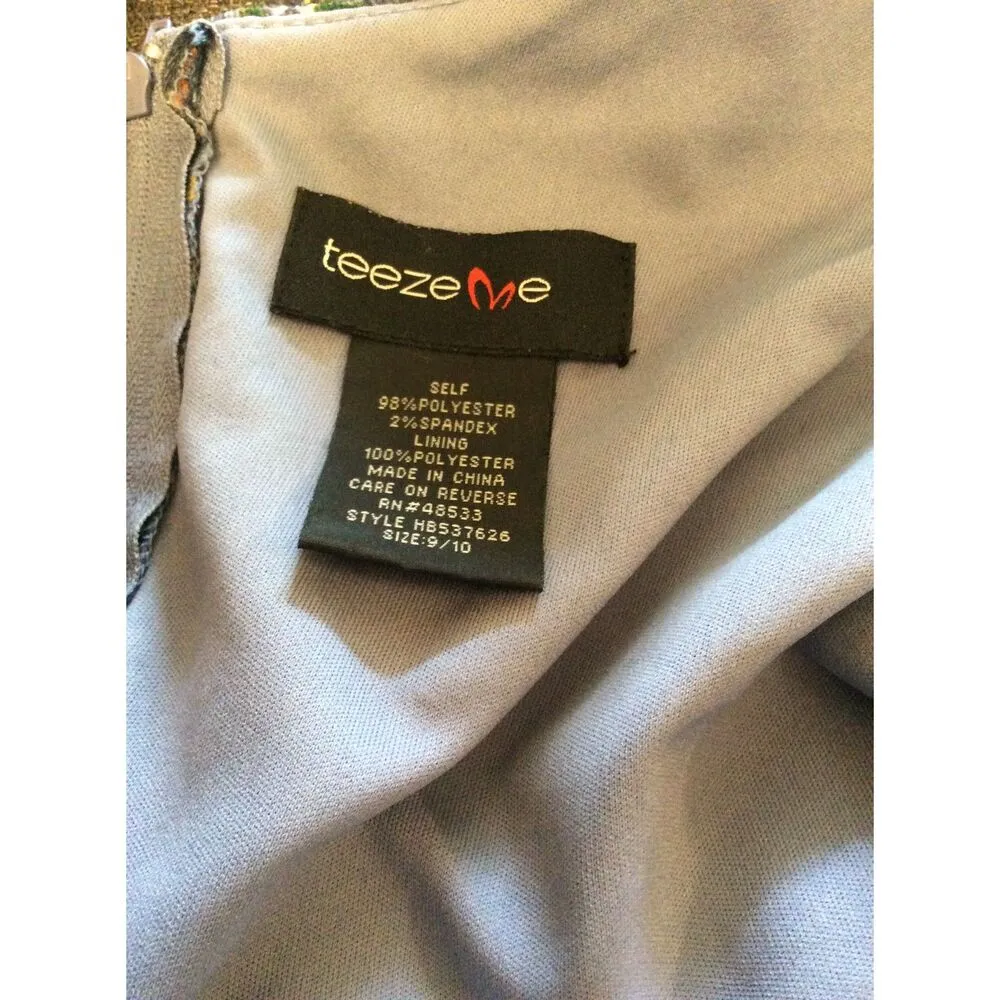 teezeme
SELF
98%POLYESTER
2%SPANDEX
LINING
100%POLYESTER
MADE IN CHINA
CARE ON REVERSE
RN#48533
STYLE HB537626
SIZE:9/10